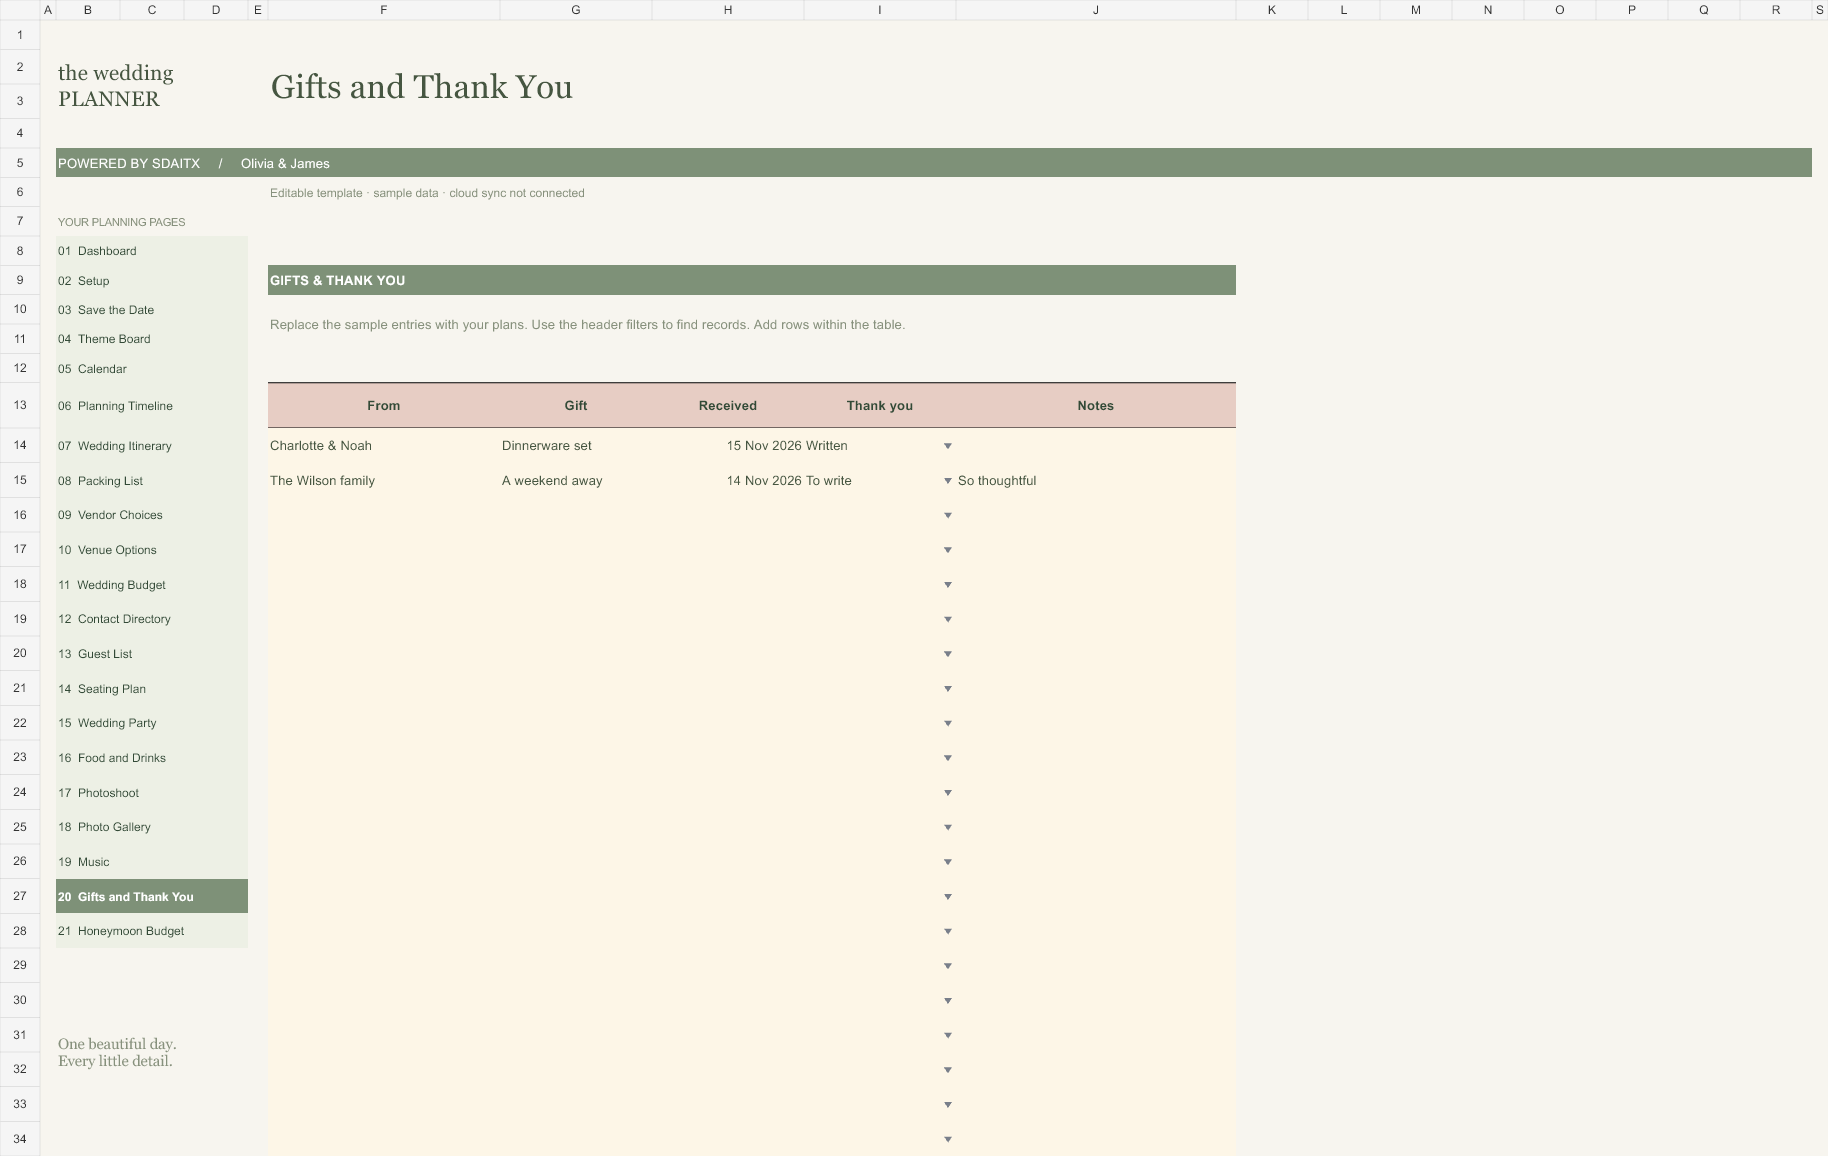 A B C D E F G H I J K L M N O P Q R S
1
2
3
4
5
6
7
8
9
10
11
12
13
14
15
16
17
18
19
20
21
22
23
24
25
26
27
28
29
30
31
32
33
34
the wedding
PLANNER
Gifts and Thank You
POWERED BY SDAITX / Olivia & James
Editable template · sample data · cloud sync not connected
YOUR PLANNING PAGES
01 Dashboard
02 Setup
03 Save the Date
04 Theme Board
05 Calendar
06 Planning Timeline
07 Wedding Itinerary
08 Packing List
09 Vendor Choices
10 Venue Options
11 Wedding Budget
12 Contact Directory
13 Guest List
14 Seating Plan
15 Wedding Party
16 Food and Drinks
17 Photoshoot
18 Photo Gallery
19 Music
20 Gifts and Thank You
21 Honeymoon Budget
One beautiful day.
Every little detail.
GIFTS & THANK YOU
Replace the sample entries with your plans. Use the header filters to find records. Add rows within the table.
From Gift Received Thank you Notes
Charlotte & Noah Dinnerware set 15 Nov 2026 Written
The Wilson family A weekend away 14 Nov 2026 To write So thoughtful